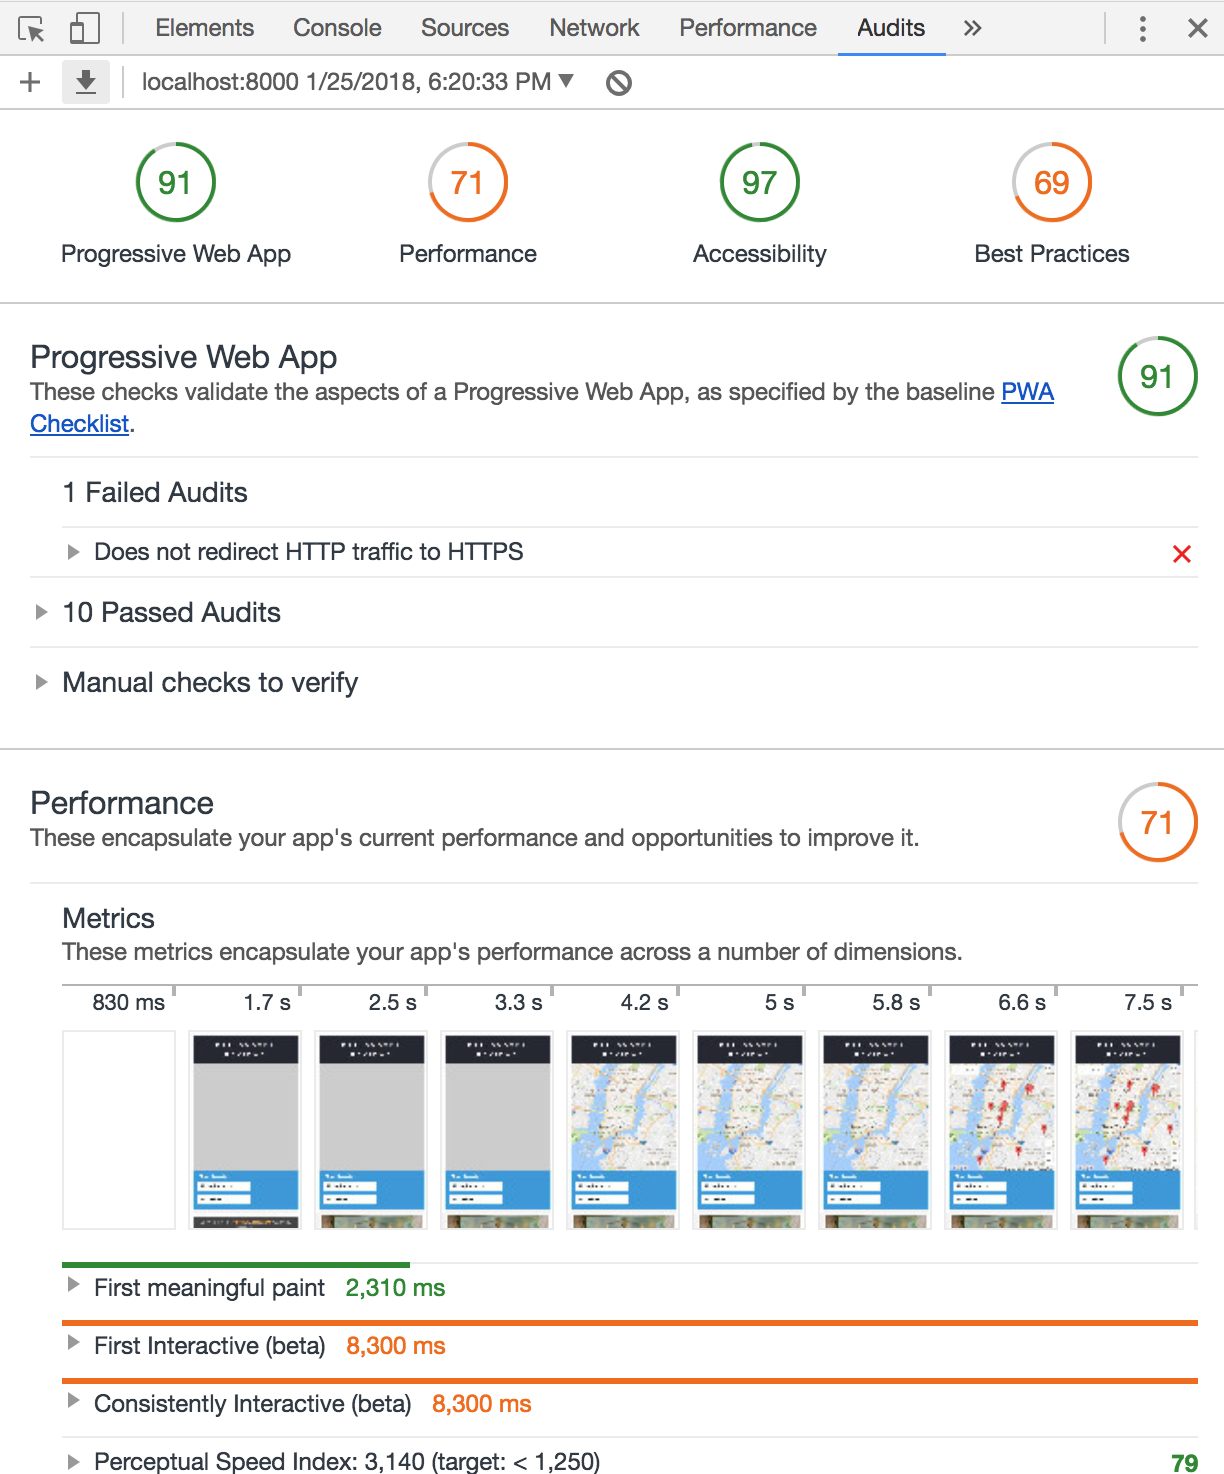 Elements Console Sources Network Performance Audits
localhost:8000 1/25/2018, 6:20:33 PM
91 71 97 69
Progressive Web App Performance Accessibility Best Practices
Progressive Web App
91
These checks validate the aspects of a Progressive Web App, as specified by the baseline PWA
Checklist.
1 Failed Audits
Does not redirect HTTP traffic to HTTPS
10 Passed Audits
Manual checks to verify
Performance
71
These encapsulate your app's current performance and opportunities to improve it.
Metrics
These metrics encapsulate your app's performance across a number of dimensions.
830 ms 1.7 s 2.5 s 3.3 s 4.2 s 5 s 5.8 s 6.6 s 7.5 s
First meaningful paint 2,310 ms
First Interactive (beta) 8,300 ms
Consistently Interactive (beta) 8,300 ms
Perceptual Speed Index: 3,140 (target: < 1,250) 79